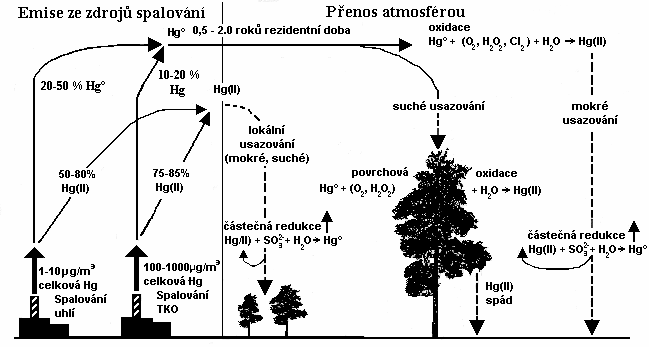 Emise ze zdrojů spalování
Přenos atmosférou
Hg° 0,5 - 2.0 roků rezidentní doba
oxidace
Hg° + (O₂, H₂O₂, Cl₂) + H₂O → Hg(II)
20-50 % Hg°
10-20 %
Hg
Hg(II)
suché usazování
mokré
usazování
lokální
usazování
(mokré, suché)
50-80%
Hg(II)
75-85%
Hg(II)
povrchová
Hg° + (O₂, H₂O₂)
oxidace
+ H₂O → Hg(II)
částečná redukce
Hg/II) + SO₃²⁻ + H₂O → Hg°
částečná redukce
Hg(II) + SO₃²⁻ + H₂O → Hg°
1-10µg/m³
celková Hg
Spalování
uhlí
100-1000µg/m³
celková Hg
Spalování
TKO
Hg(II)
spád